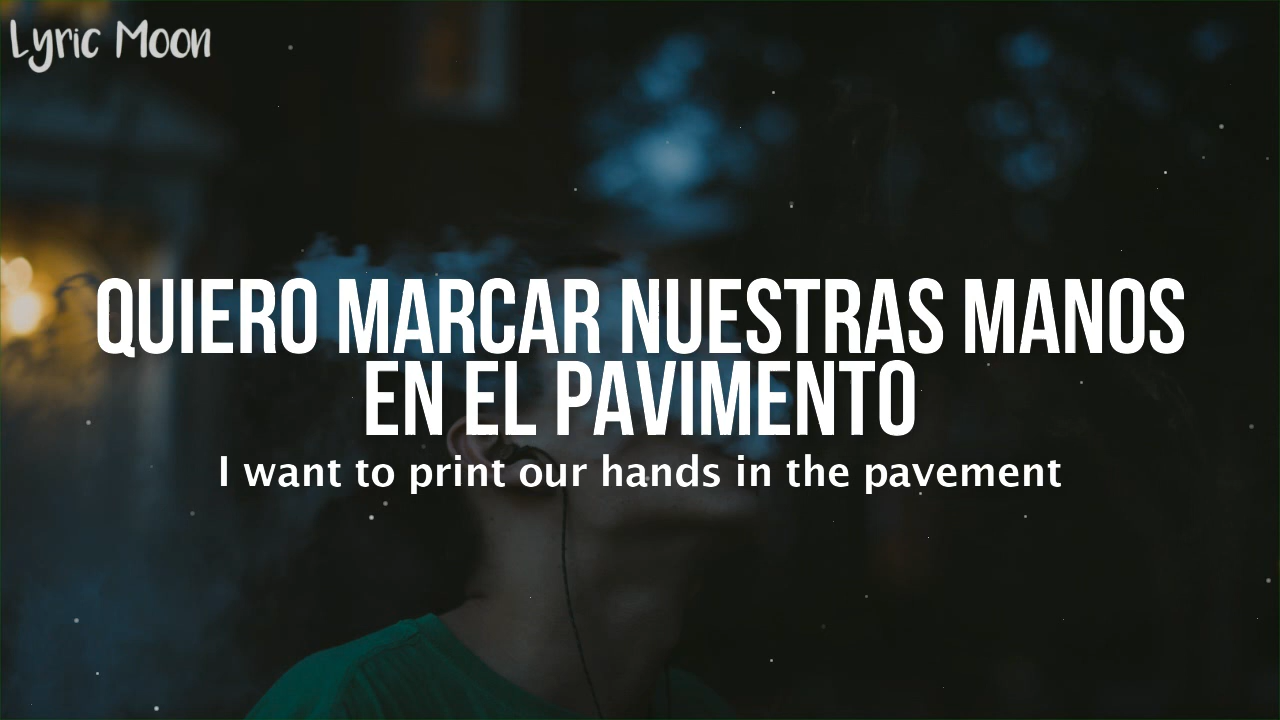 Lyric Moon
QUIERO MARCAR NUESTRAS MANOS
EN EL PAVIMENTO
I want to print our hands in the pavement